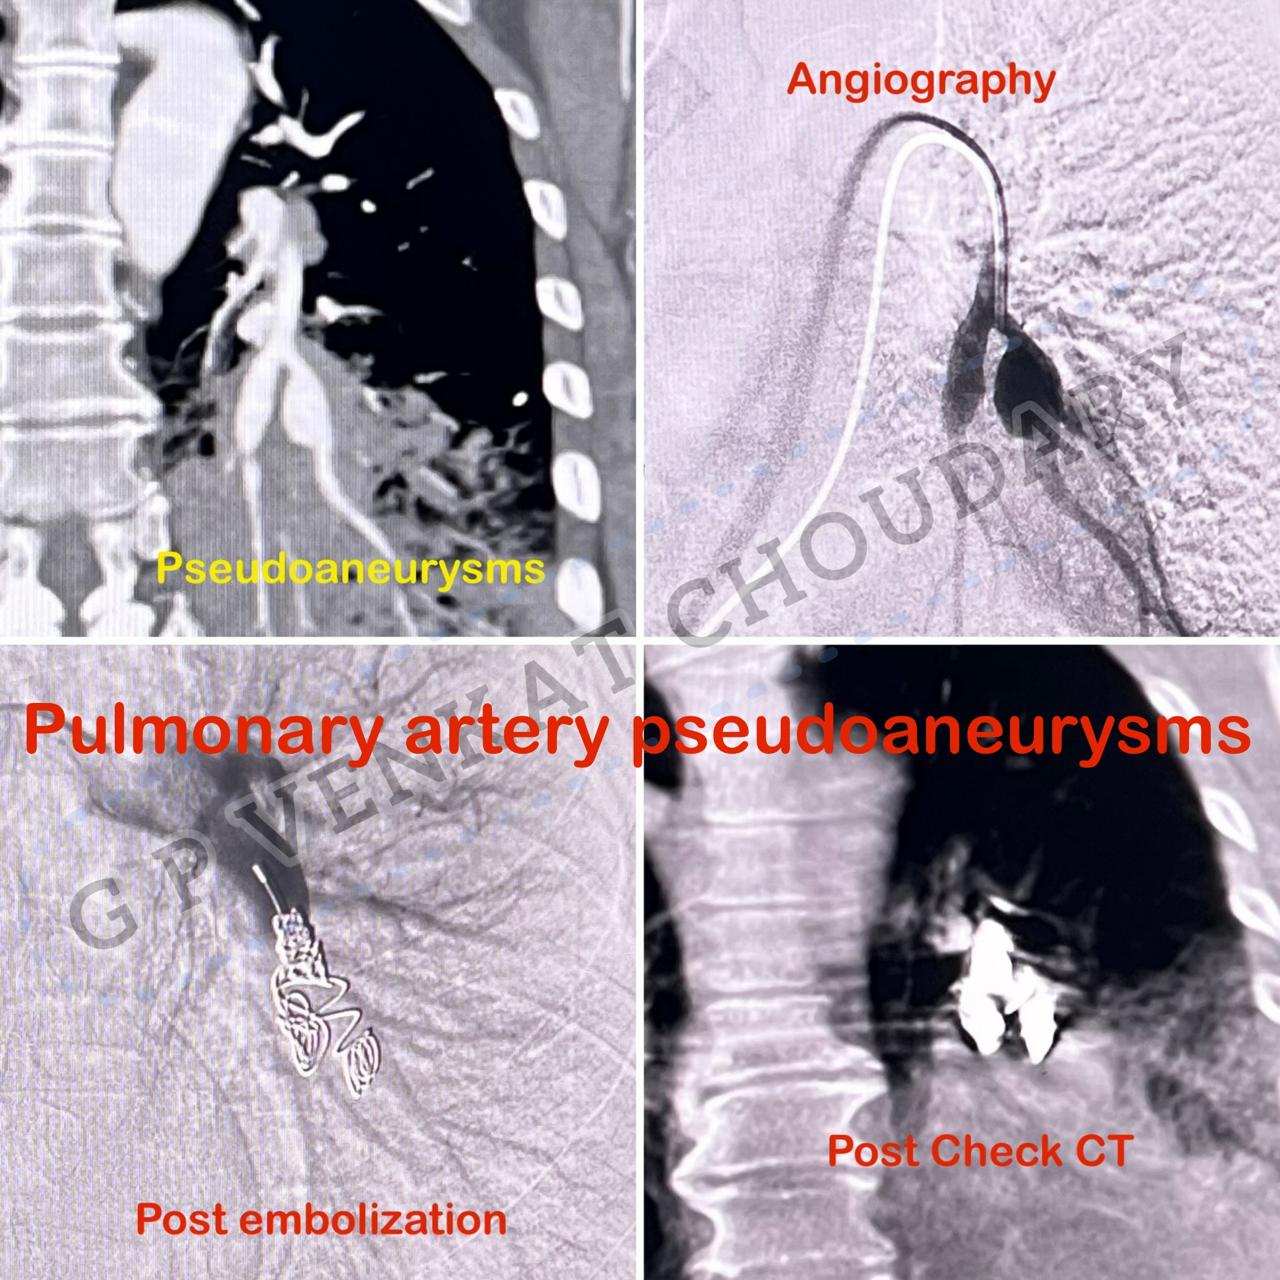 Angiography
Pseudoaneurysms
Pulmonary artery pseudoaneurysms
G P VENKAT CHOUDARY
Post Check CT
Post embolization